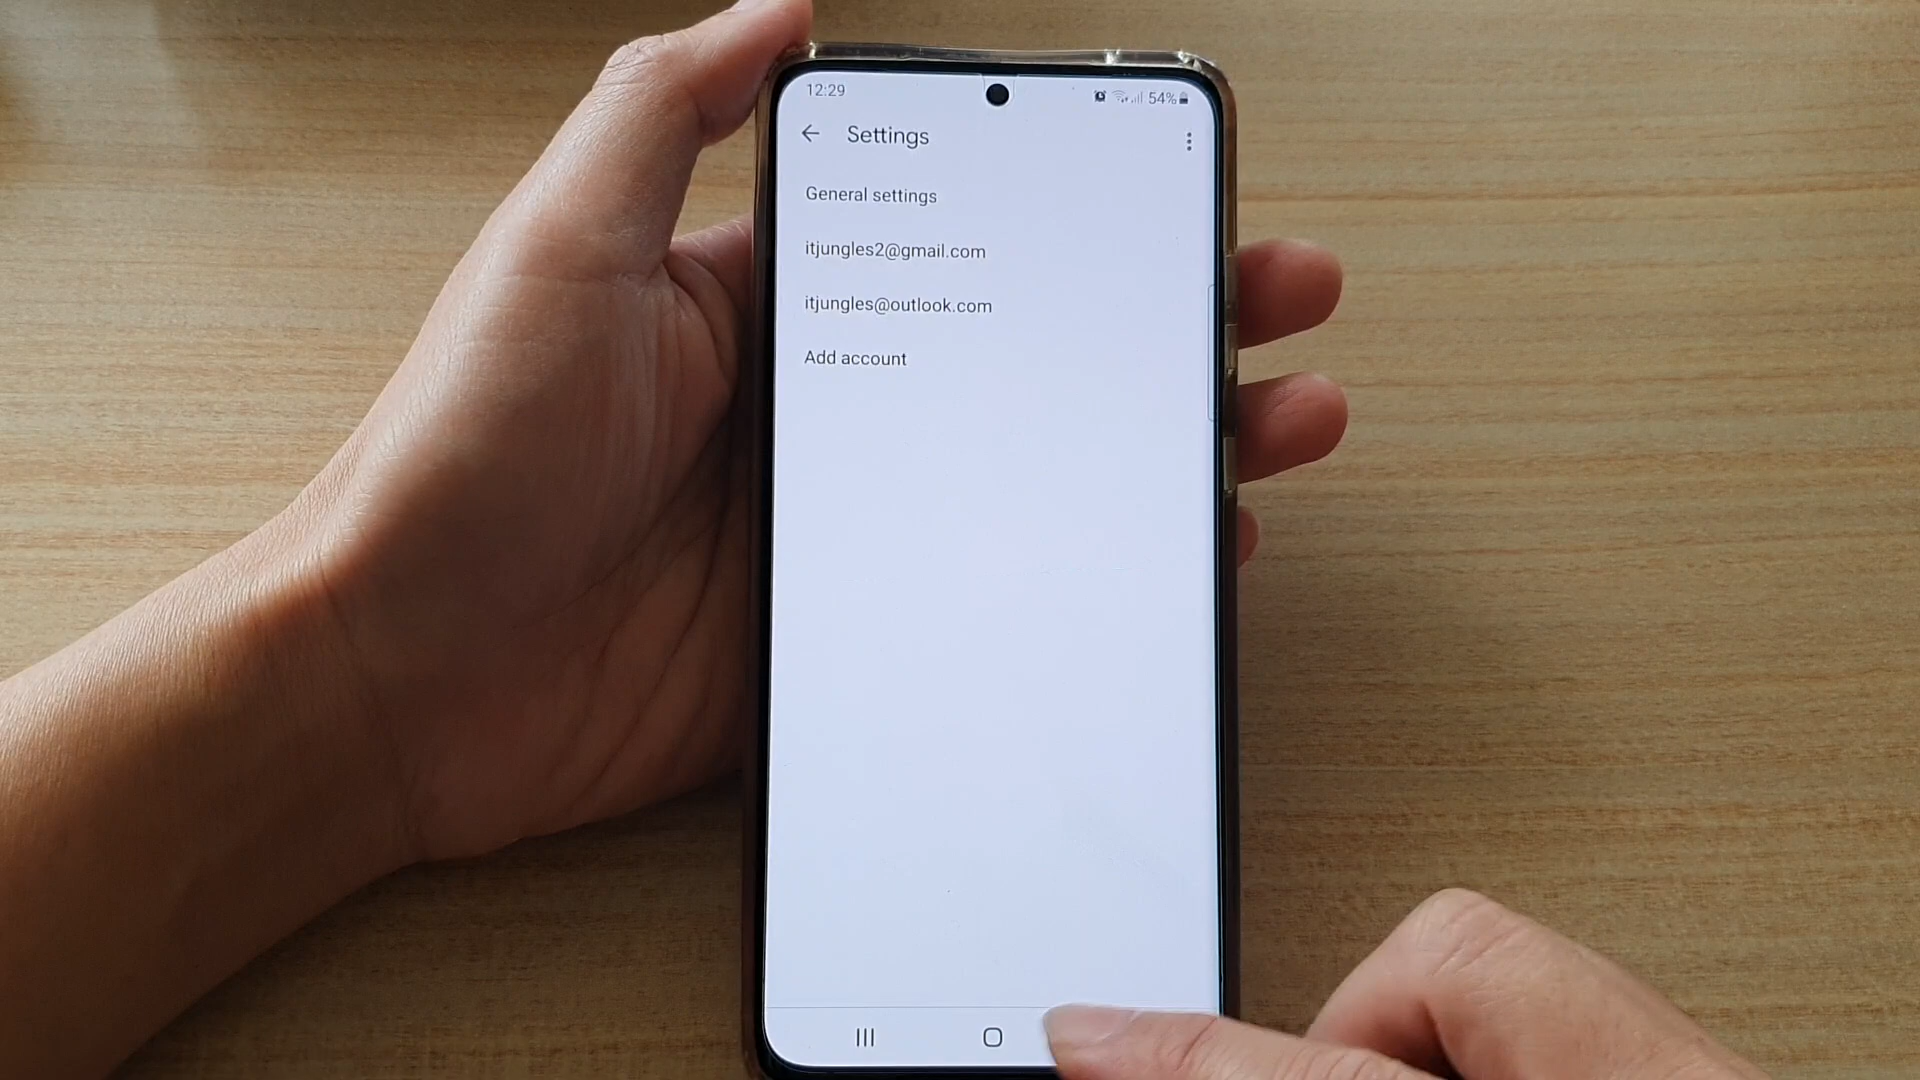 12:29
54%
Settings
General settings
itjungles2@gmail.com
itjungles@outlook.com
Add account